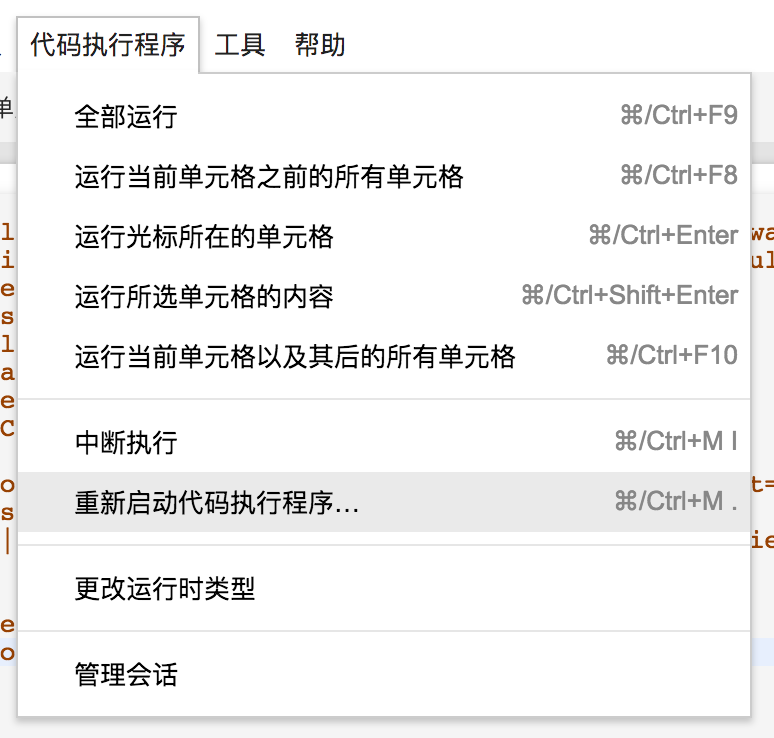 代码执行程序 工具 帮助
单
全部运行 ⌘/Ctrl+F9
运行当前单元格之前的所有单元格 ⌘/Ctrl+F8
运行光标所在的单元格 ⌘/Ctrl+Enter
运行所选单元格的内容 ⌘/Ctrl+Shift+Enter
运行当前单元格以及其后的所有单元格 ⌘/Ctrl+F10
中断执行 ⌘/Ctrl+M I
重新启动代码执行程序… ⌘/Ctrl+M .
更改运行时类型
管理会话